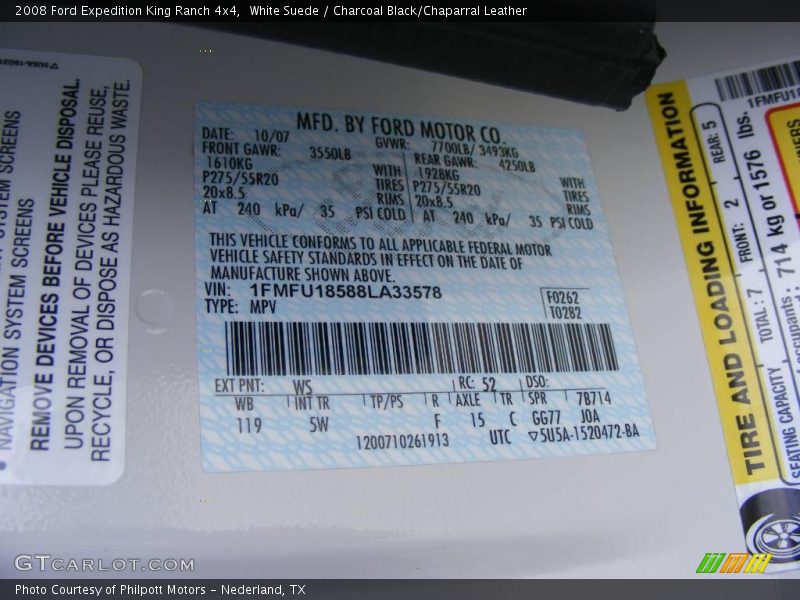 2008 Ford Expedition King Ranch 4x4,  White Suede / Charcoal Black/Chaparral Leather
NAVIGATION SYSTEM SCREENS
REMOVE DEVICES BEFORE VEHICLE DISPOSAL.
UPON REMOVAL OF DEVICES PLEASE REUSE,
RECYCLE, OR DISPOSE AS HAZARDOUS WASTE.
MFD. BY FORD MOTOR CO.
DATE: 10/07 GVWR: 7700LB/ 3493KG
FRONT GAWR: 3550LB REAR GAWR: 4250LB
1610KG WITH 1928KG WITH
P275/55R20 TIRES P275/55R20 TIRES
20x8.5 RIMS 20x8.5 RIMS
AT 240 kPa/ 35 PSI COLD AT 240 kPa/ 35 PSI COLD
THIS VEHICLE CONFORMS TO ALL APPLICABLE FEDERAL MOTOR
VEHICLE SAFETY STANDARDS IN EFFECT ON THE DATE OF
MANUFACTURE SHOWN ABOVE.
VIN: 1FMFU18588LA33578
TYPE: MPV
F0262
T0282
EXT PNT: WS RC: 52 DSO:
WB INT TR TP/PS R AXLE TR SPR 7B714
119 5W F 15 C GG77 JOA
1200710261913 UTC ▽5U5A-1520472-BA
TIRE AND LOADING INFORMATION
SEATING CAPACITY TOTAL: 7 FRONT: 2 REAR: 5
714 kg or 1576 lbs.
1FMFU18
GTCARLOT.COM
Photo Courtesy of Philpott Motors - Nederland, TX